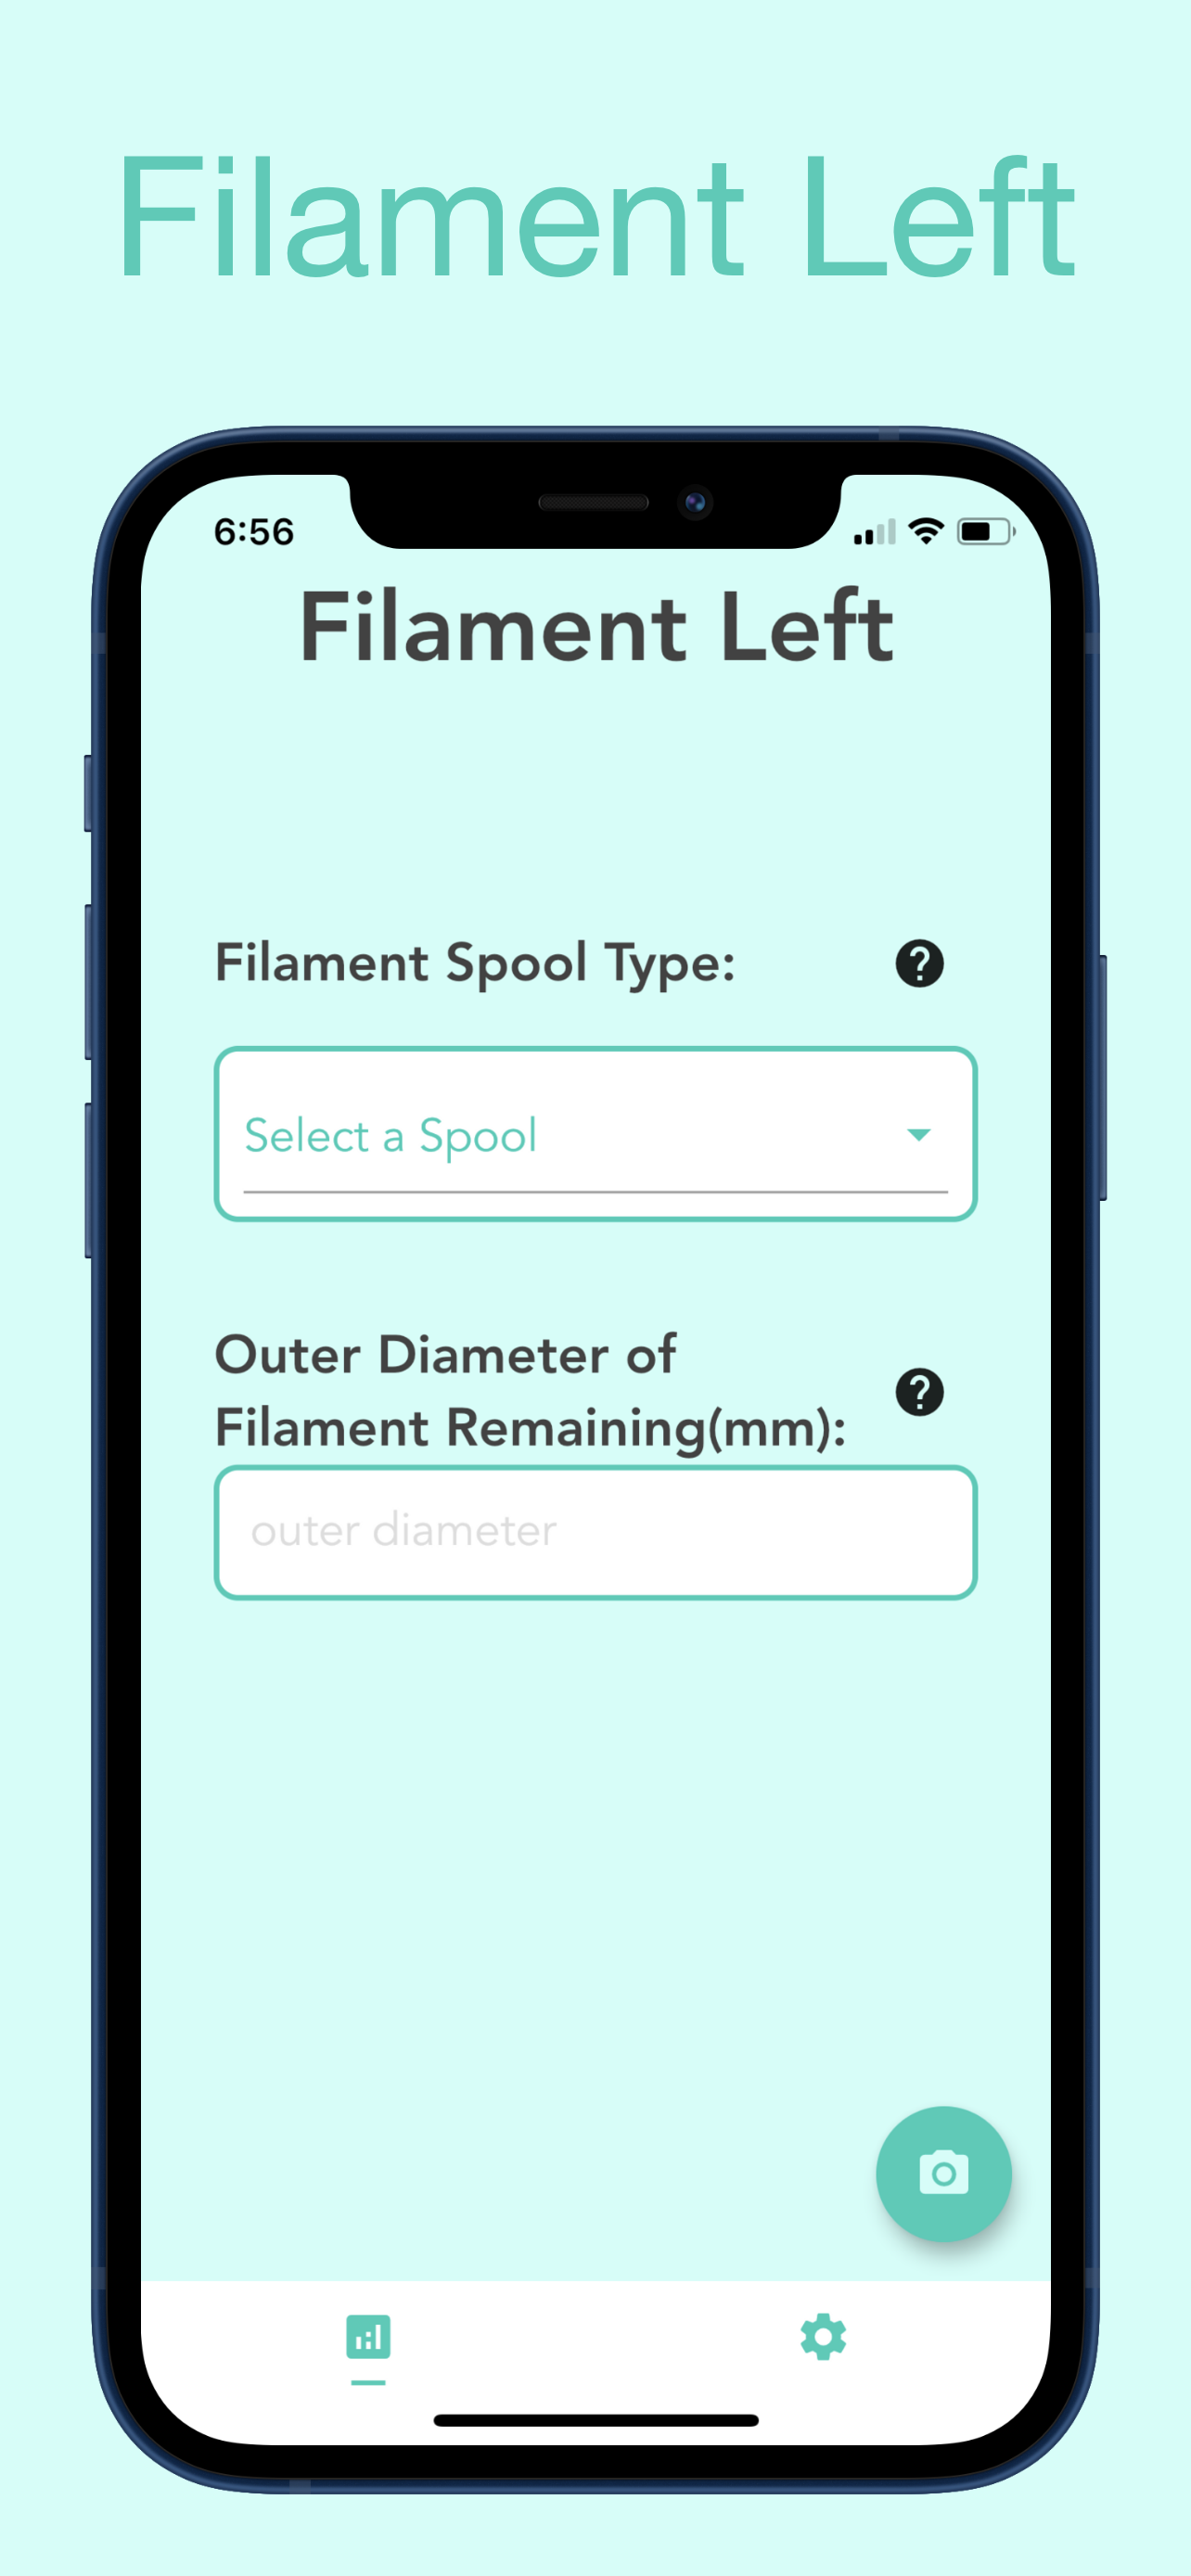 Filament Left
6:56
Filament Left
Filament Spool Type:
Select a Spool
Outer Diameter of
Filament Remaining(mm):
outer diameter